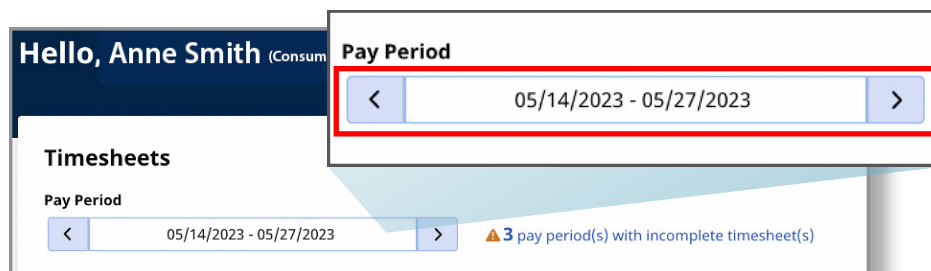 Hello, Anne Smith (Consum
Pay Period
05/14/2023 - 05/27/2023
Timesheets
Pay Period
05/14/2023 - 05/27/2023
3 pay period(s) with incomplete timesheet(s)